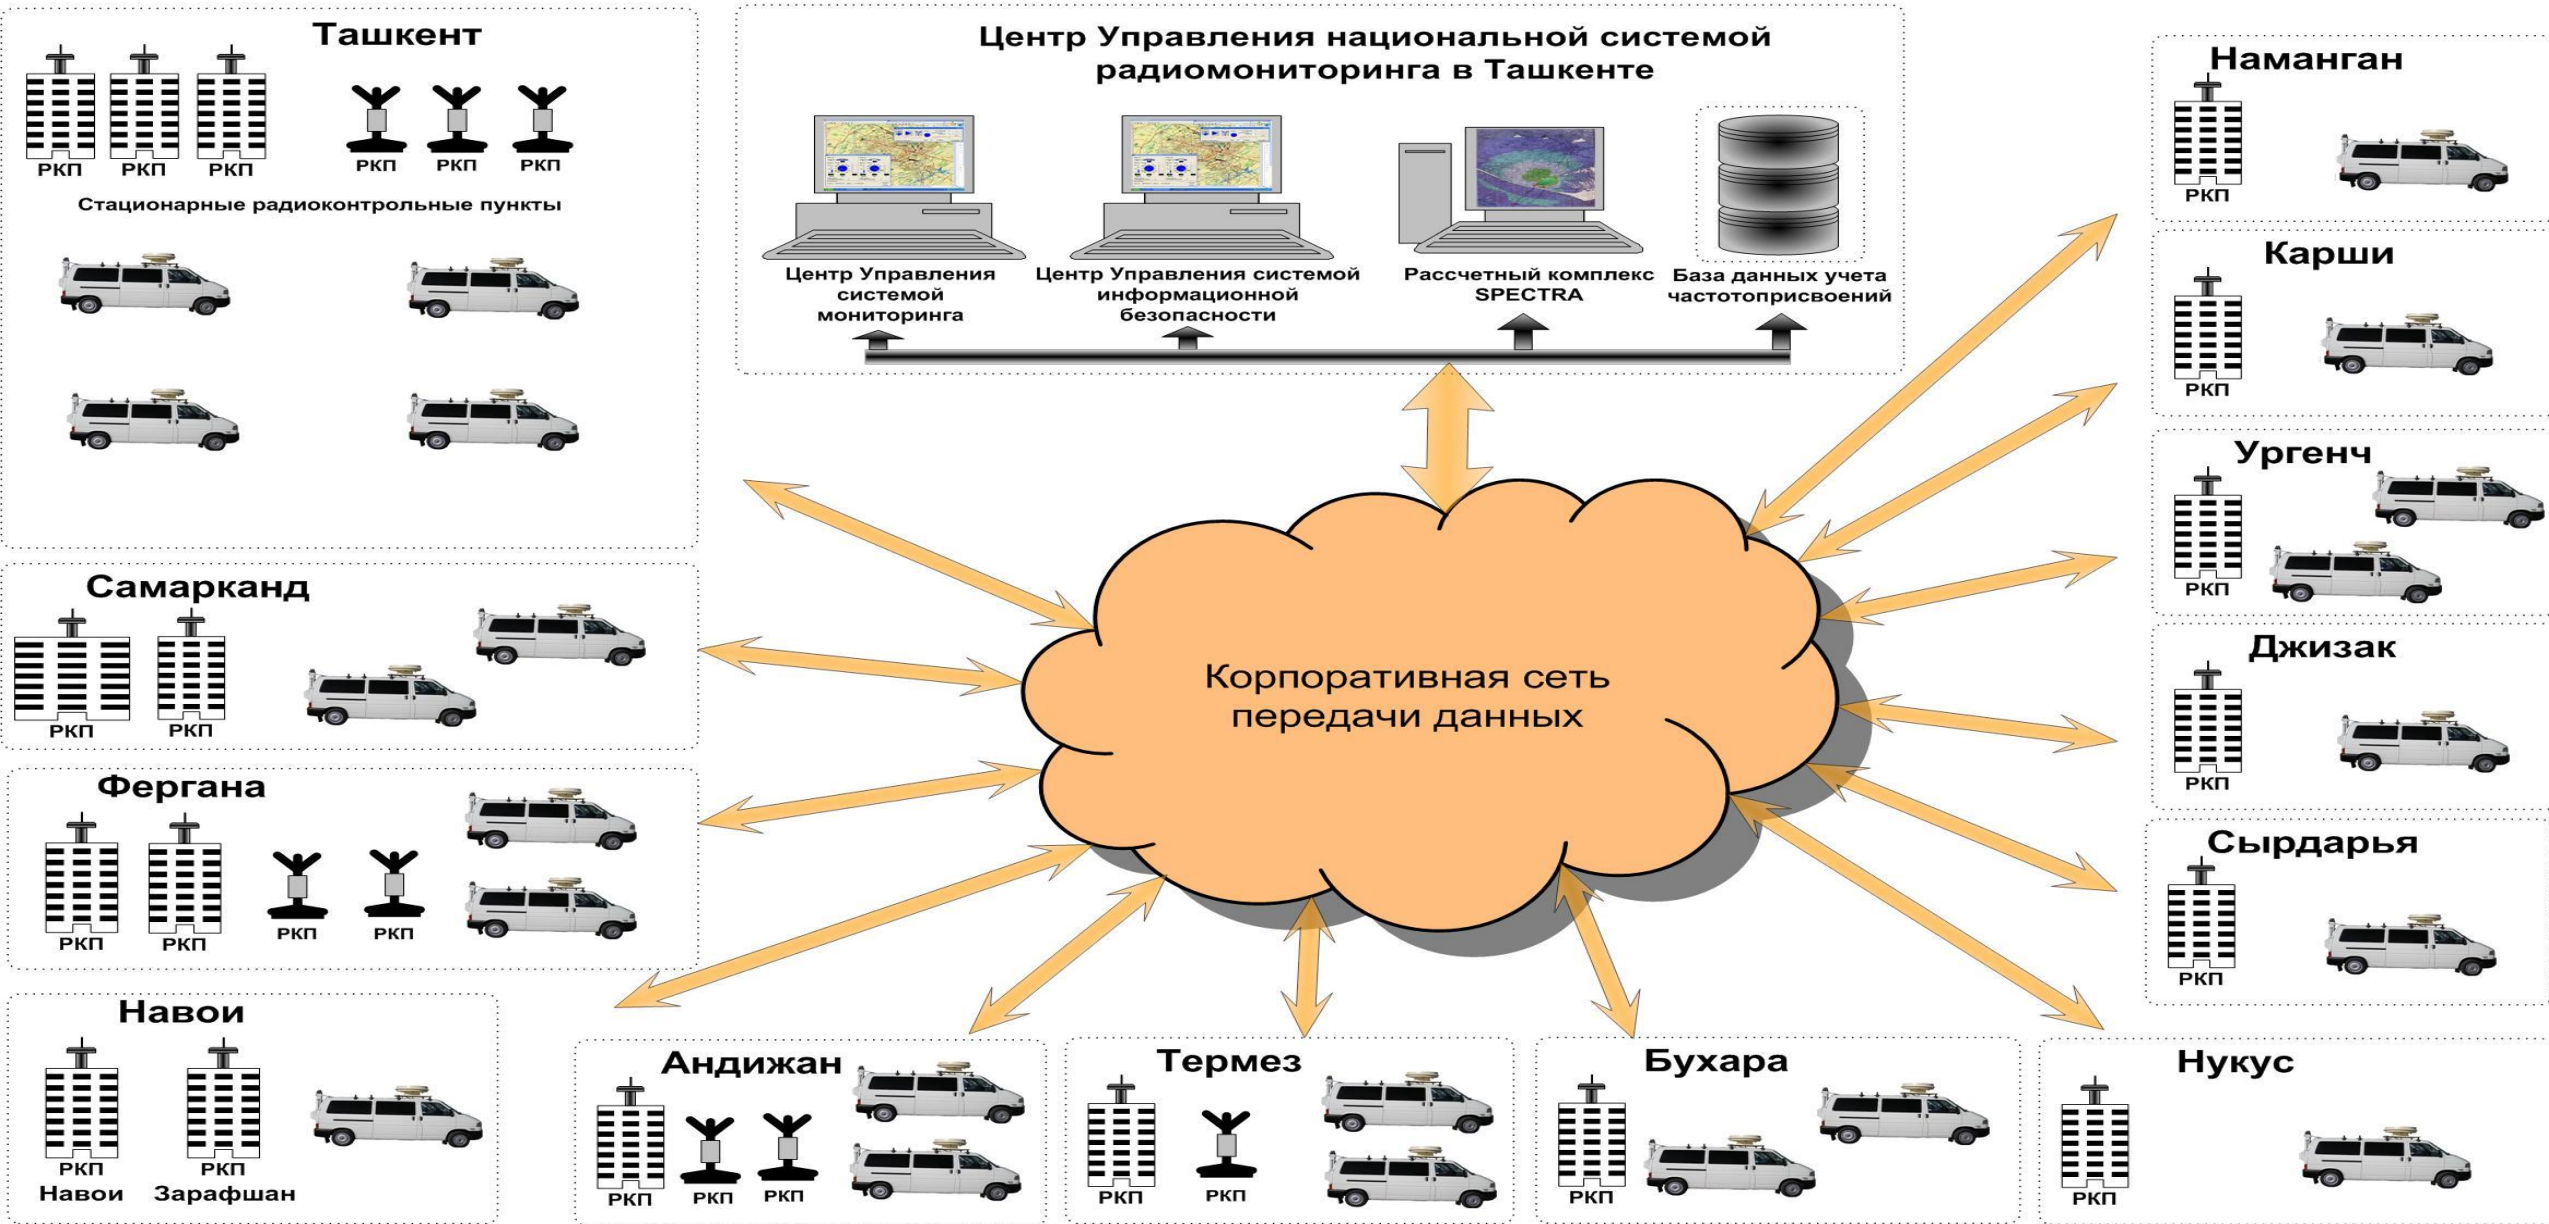 Ташкент
РКП
РКП
РКП
РКП
РКП
РКП
Стационарные радиоконтрольные пункты
Центр Управления национальной системой
радиомониторинга в Ташкенте
Центр Управления
системой
мониторинга
Центр Управления системой
информационной
безопасности
Рассчетный комплекс
SPECTRA
База данных учета
частотоприсвоений
Наманган
РКП
Карши
РКП
Ургенч
РКП
Джизак
РКП
Сырдарья
РКП
Самарканд
РКП
РКП
Корпоративная сеть
передачи данных
Фергана
РКП
РКП
РКП
РКП
Навои
РКП
Навои
РКП
Зарафшан
Андижан
РКП
РКП
РКП
Термез
РКП
РКП
Бухара
РКП
Нукус
РКП